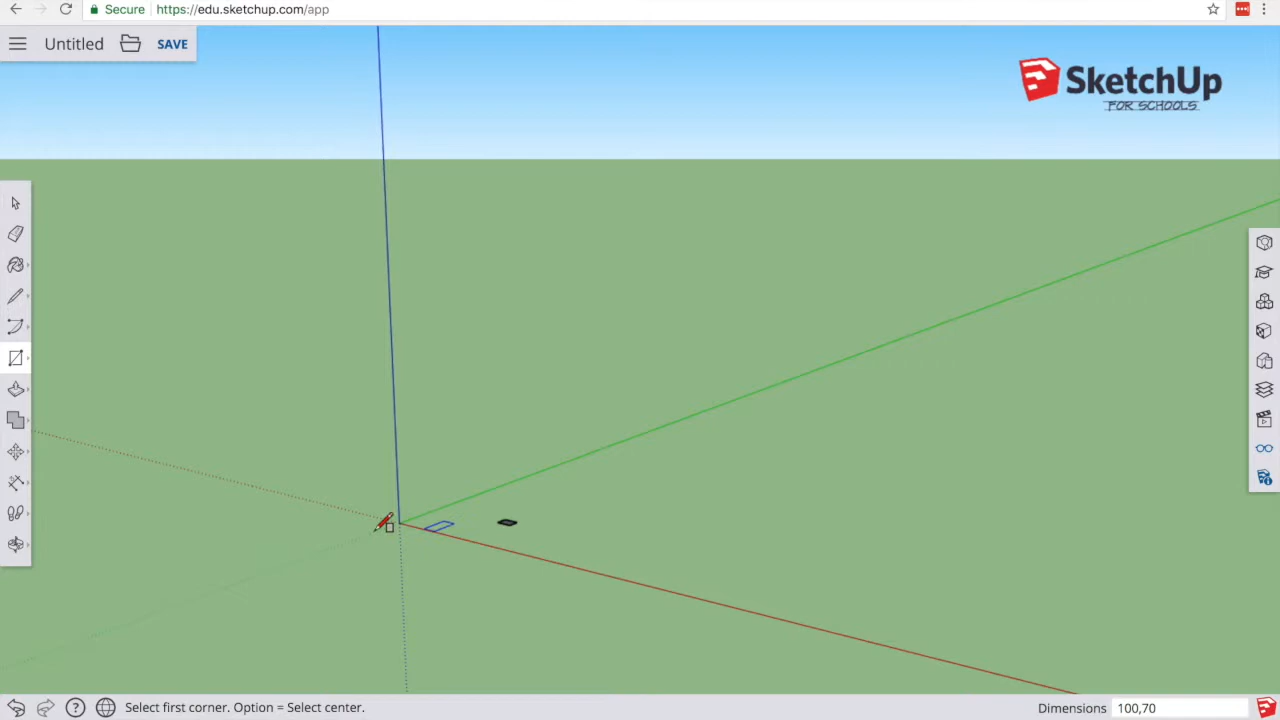 Secure https://edu.sketchup.com/app
Untitled SAVE
SketchUp
FOR SCHOOLS
Select first corner. Option = Select center.
Dimensions 100,70